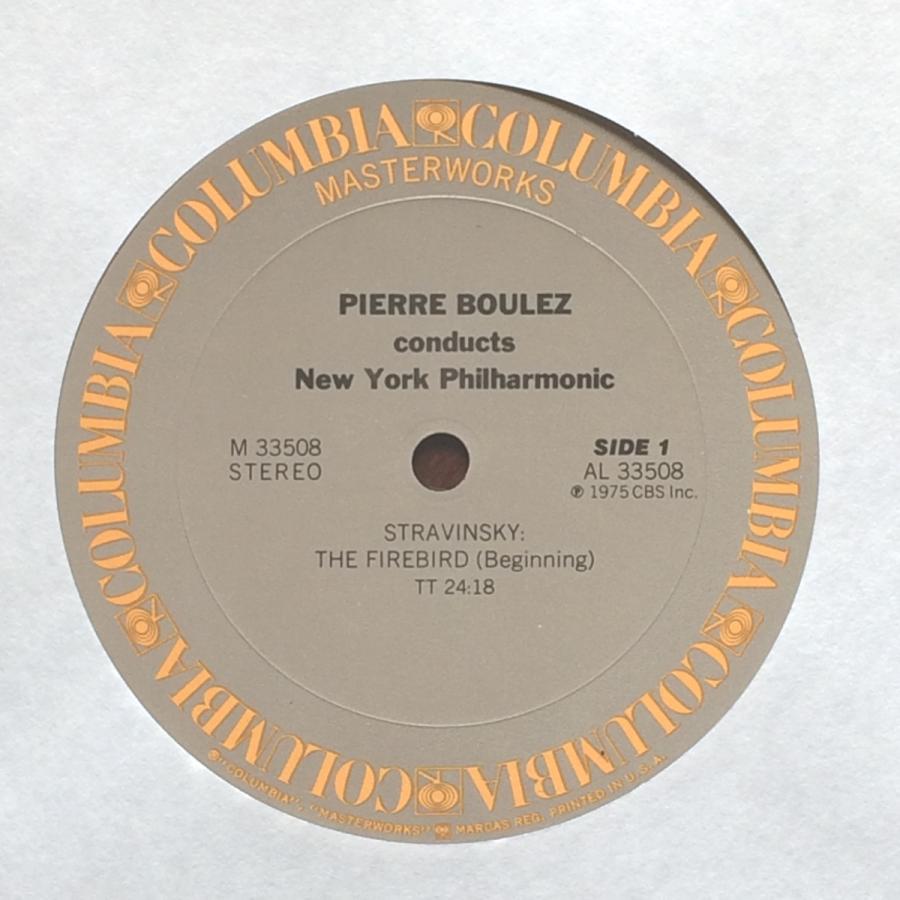 COLUMBIA COLUMBIA COLUMBIA COLUMBIA COLUMBIA COLUMBIA COLUMBIA COLUMBIA
MASTERWORKS
PIERRE BOULEZ
conducts
New York Philharmonic
M 33508
STEREO
SIDE 1
AL 33508
℗ 1975 CBS Inc.
STRAVINSKY:
THE FIREBIRD (Beginning)
TT 24:18
®"COLUMBIA", "MASTERWORKS" MARCAS REG. PRINTED IN U.S.A.